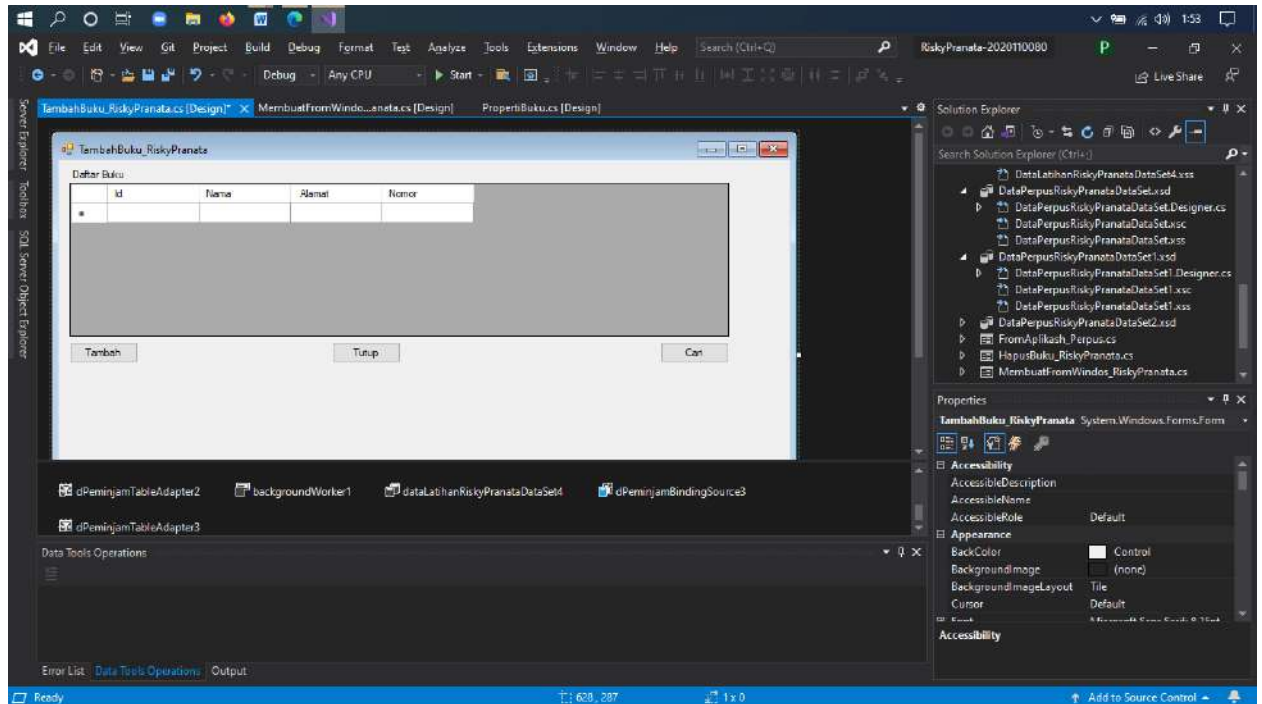 1:53
File Edit View Git Project Build Debug Format Test Analyze Tools Extensions Window Help Search (Ctrl+Q) RiskyPranata-2020110080 P
Debug Any CPU Start Live Share
Server Explorer Toolbox SQL Server Object Explorer
TambahBuku_RiskyPranata.cs [Design]* MembuatFromWindo...anata.cs [Design] PropertiBuku.cs [Design]
TambahBuku_RiskyPranata
Daftar Buku
Id Nama Alamat Nomor
Tambah Tutup Cari
dPeminjamTableAdapter2 backgroundWorker1 dataLatihanRiskyPranataDataSet4 dPeminjamBindingSource3
dPeminjamTableAdapter3
Data Tools Operations
Error List Data Tools Operations Output
Solution Explorer
Search Solution Explorer (Ctrl+;)
DataLatihanRiskyPranataDataSet4.xss
DataPerpusRiskyPranataDataSet.xsd
DataPerpusRiskyPranataDataSet.Designer.cs
DataPerpusRiskyPranataDataSet.xsc
DataPerpusRiskyPranataDataSet.xss
DataPerpusRiskyPranataDataSet1.xsd
DataPerpusRiskyPranataDataSet1.Designer.cs
DataPerpusRiskyPranataDataSet1.xsc
DataPerpusRiskyPranataDataSet1.xss
DataPerpusRiskyPranataDataSet2.xsd
FromAplikash_Perpus.cs
HapusBuku_RiskyPranata.cs
MembuatFromWindos_RiskyPranata.cs
Properties
TambahBuku_RiskyPranata System.Windows.Forms.Form
Accessibility
AccessibleDescription
AccessibleName
AccessibleRole Default
Appearance
BackColor Control
BackgroundImage (none)
BackgroundImageLayout Tile
Cursor Default
Accessibility
Ready 628, 287 1 x 0 Add to Source Control